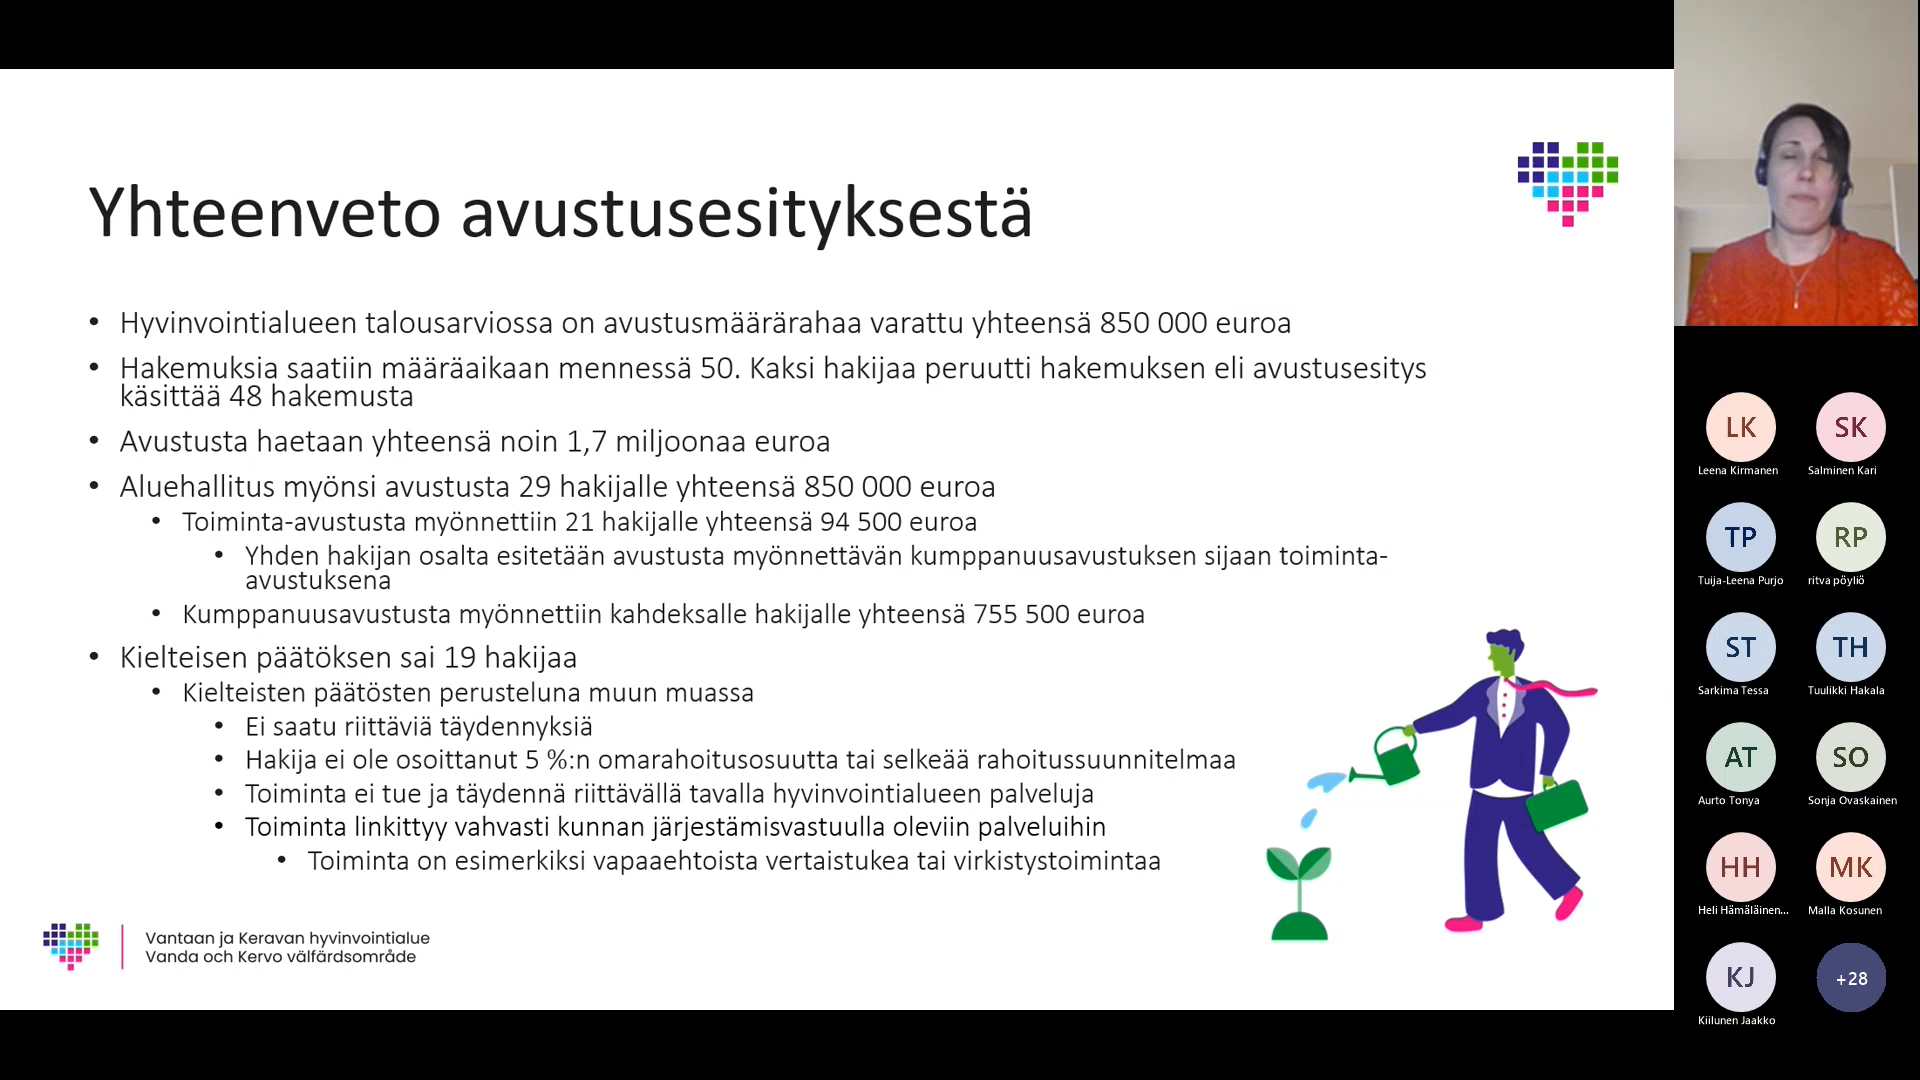 Yhteenveto avustusesityksestä
• Hyvinvointialueen talousarviossa on avustusmäärärahaa varattu yhteensä 850 000 euroa
• Hakemuksia saatiin määräaikaan mennessä 50. Kaksi hakijaa peruutti hakemuksen eli avustusesitys
käsittää 48 hakemusta
• Avustusta haetaan yhteensä noin 1,7 miljoonaa euroa
• Aluehallitus myönsi avustusta 29 hakijalle yhteensä 850 000 euroa
• Toiminta-avustusta myönnettiin 21 hakijalle yhteensä 94 500 euroa
• Yhden hakijan osalta esitetään avustusta myönnettävän kumppanuusavustuksen sijaan toiminta-
avustuksena
• Kumppanuusavustusta myönnettiin kahdeksalle hakijalle yhteensä 755 500 euroa
• Kielteisen päätöksen sai 19 hakijaa
• Kielteisten päätösten perusteluna muun muassa
• Ei saatu riittäviä täydennyksiä
• Hakija ei ole osoittanut 5 %:n omarahoitusosuutta tai selkeää rahoitussuunnitelmaa
• Toiminta ei tue ja täydennä riittävällä tavalla hyvinvointialueen palveluja
• Toiminta linkittyy vahvasti kunnan järjestämisvastuulla oleviin palveluihin
• Toiminta on esimerkiksi vapaaehtoista vertaistukea tai virkistystoimintaa
Vantaan ja Keravan hyvinvointialue
Vanda och Kervo välfärdsområde
LK
Leena Kirmanen
SK
Salminen Kari
TP
Tuija-Leena Purjo
RP
ritva pöyliö
ST
Sarkima Tessa
TH
Tuulikki Hakala
AT
Aurto Tonya
SO
Sonja Ovaskainen
HH
Heli Hämäläinen...
MK
Malla Kosunen
KJ
Kiilunen Jaakko
+28